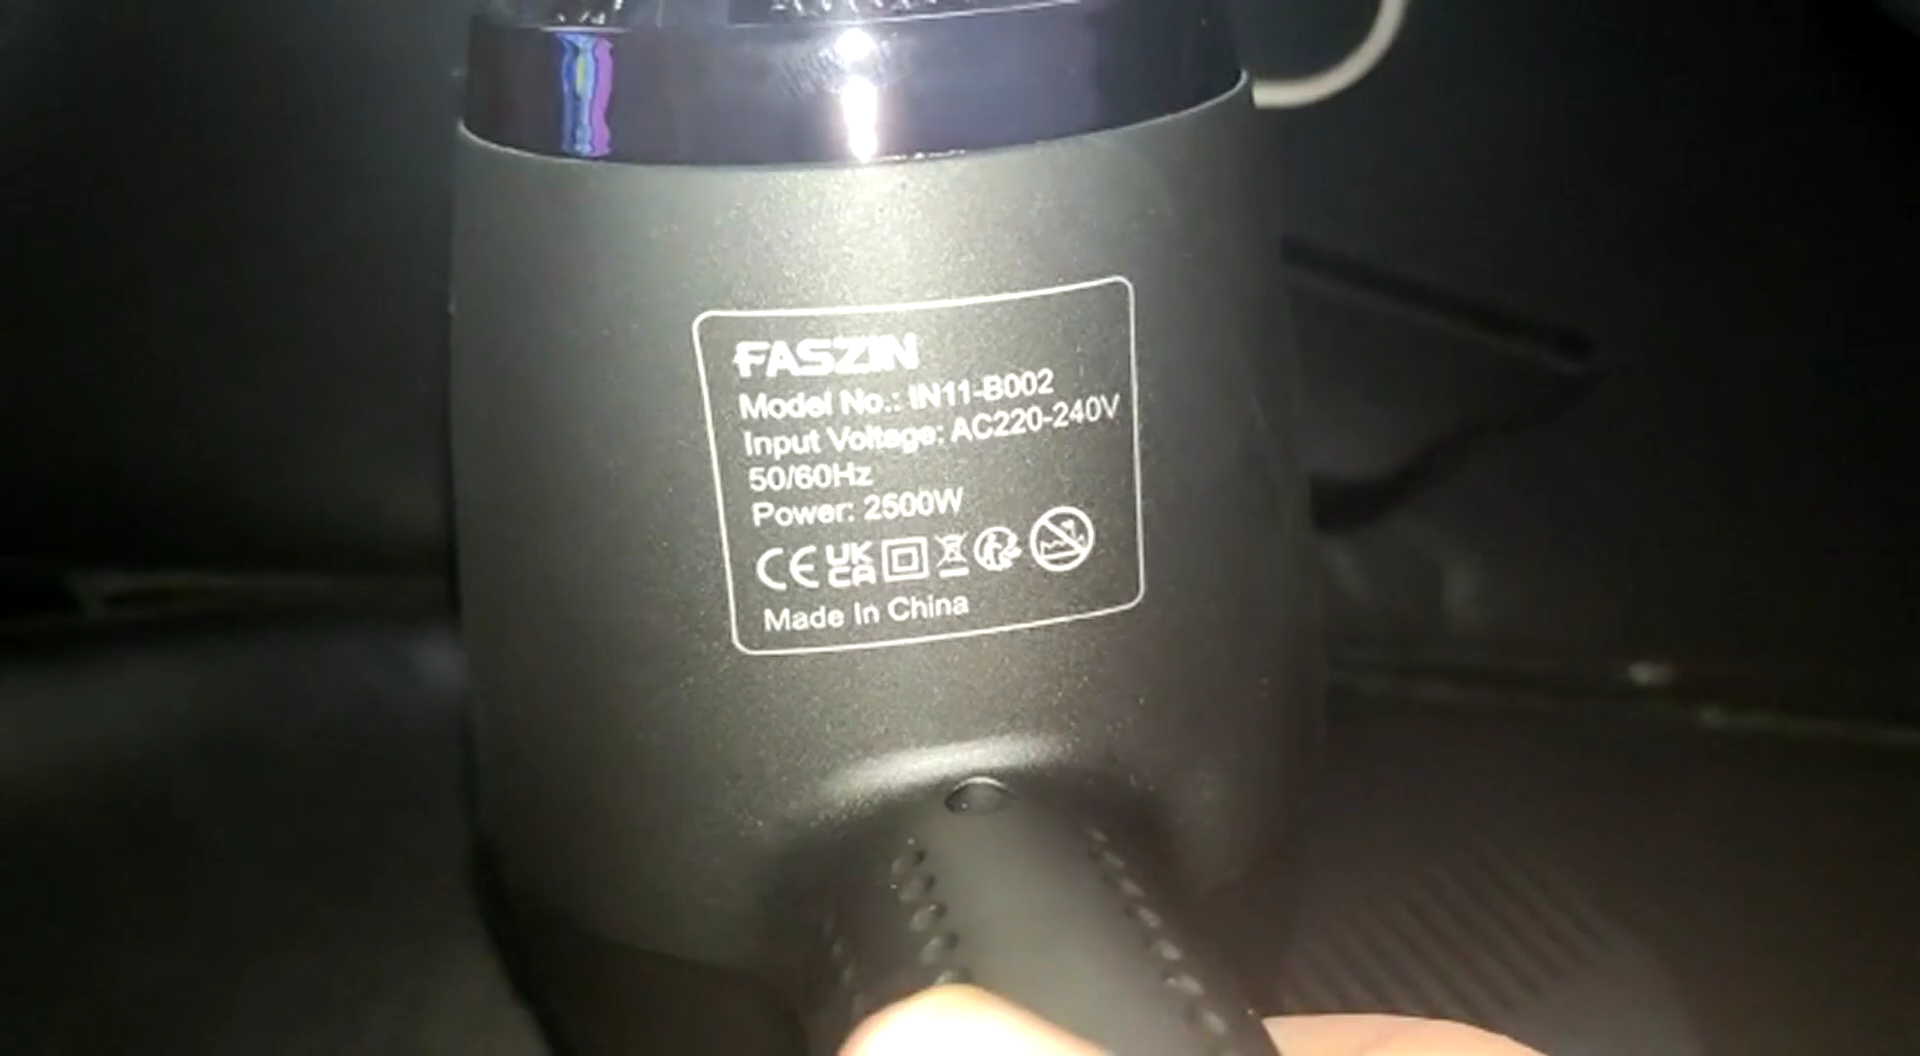 FASZIN
Model No.: IN11-B002
Input Voltage: AC220-240V
50/60Hz
Power: 2500W
CE UK CA
Made In China